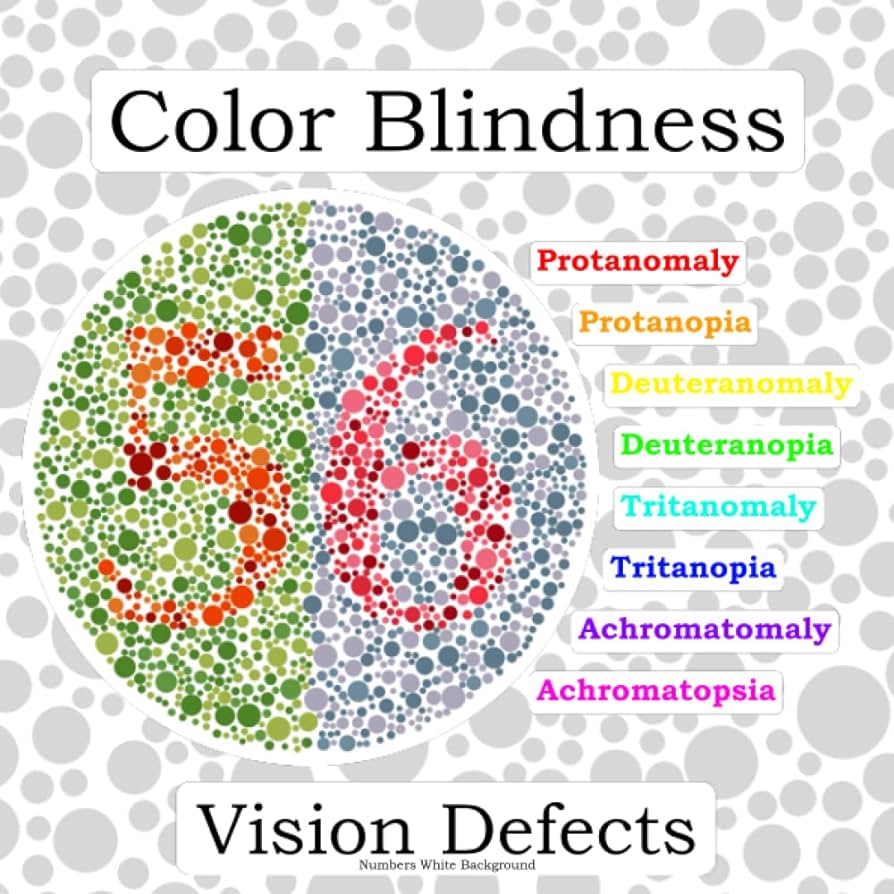 Color Blindness
56
Protanomaly
Protanopia
Deuteranomaly
Deuteranopia
Tritanomaly
Tritanopia
Achromatomaly
Achromatopsia
Vision Defects
Numbers White Background